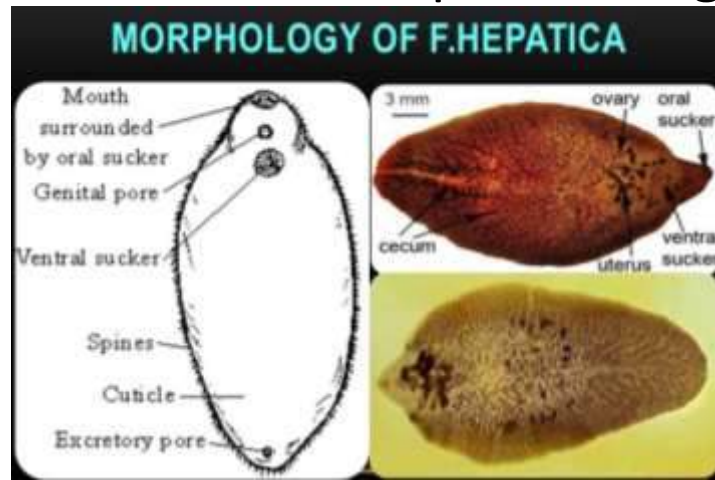 MORPHOLOGY OF F.HEPATICA
Mouth
surrounded
by oral sucker
Genital pore
Ventral sucker
Spines
Cuticle
Excretory pore
3 mm
ovary oral
sucker
cecum
uterus
ventral
sucker